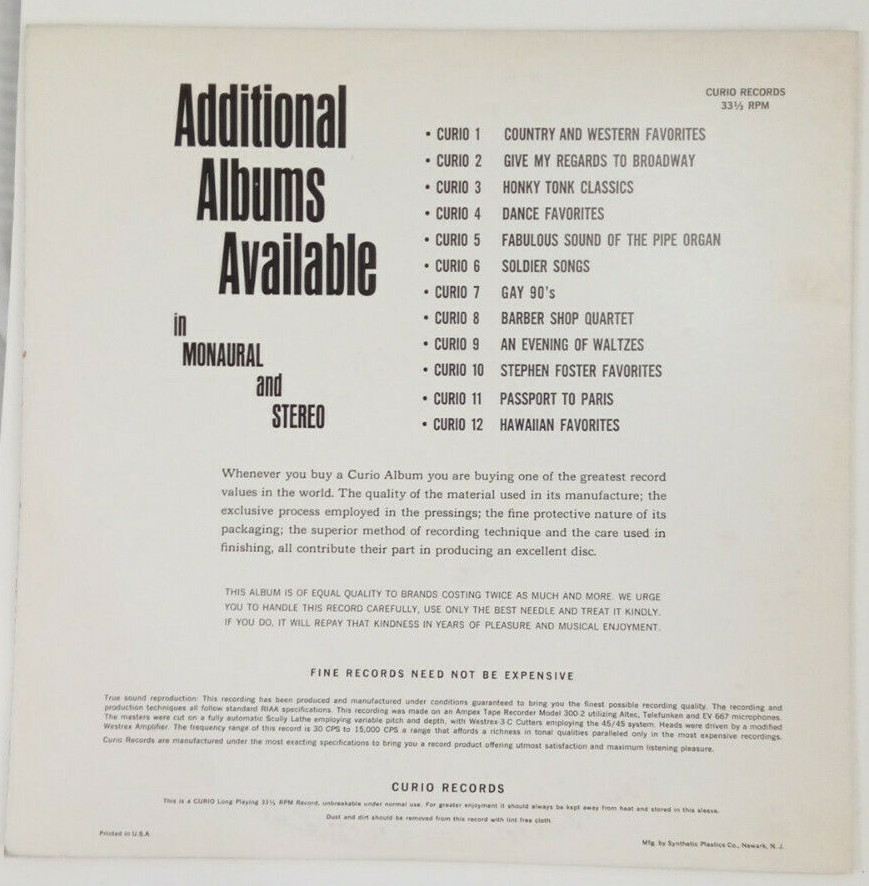 Additional
Albums
Available
in
MONAURAL
and
STEREO
CURIO RECORDS
33⅓ RPM
• CURIO 1 COUNTRY AND WESTERN FAVORITES
• CURIO 2 GIVE MY REGARDS TO BROADWAY
• CURIO 3 HONKY TONK CLASSICS
• CURIO 4 DANCE FAVORITES
• CURIO 5 FABULOUS SOUND OF THE PIPE ORGAN
• CURIO 6 SOLDIER SONGS
• CURIO 7 GAY 90's
• CURIO 8 BARBER SHOP QUARTET
• CURIO 9 AN EVENING OF WALTZES
• CURIO 10 STEPHEN FOSTER FAVORITES
• CURIO 11 PASSPORT TO PARIS
• CURIO 12 HAWAIIAN FAVORITES
Whenever you buy a Curio Album you are buying one of the greatest record
values in the world. The quality of the material used in its manufacture; the
exclusive process employed in the pressings; the fine protective nature of its
packaging; the superior method of recording technique and the care used in
finishing, all contribute their part in producing an excellent disc.
THIS ALBUM IS OF EQUAL QUALITY TO BRANDS COSTING TWICE AS MUCH AND MORE. WE URGE
YOU TO HANDLE THIS RECORD CAREFULLY, USE ONLY THE BEST NEEDLE AND TREAT IT KINDLY.
IF YOU DO, IT WILL REPAY THAT KINDNESS IN YEARS OF PLEASURE AND MUSICAL ENJOYMENT.
FINE RECORDS NEED NOT BE EXPENSIVE
True sound reproduction: This recording has been produced and manufactured under conditions guaranteed to bring you the finest possible recording quality. The recording and
production techniques all follow standard RIAA specifications. This recording was made on an Ampex Tape Recorder Model 300-2 utilizing Altec, Telefunken and EV 667 microphones.
The masters were cut on a fully automatic Scully Lathe employing variable pitch and depth, with Westrex-3-C Cutters employing the 45/45 system. Heads were driven by a modified
Westrex Amplifier. The frequency range of this record is 30 CPS to 15,000 CPS a range that affords a richness in tonal qualities paralleled only in the most expensive recordings.
Curio Records are manufactured under the most exacting specifications to bring you a record product offering utmost satisfaction and maximum listening pleasure.
CURIO RECORDS
This is a CURIO Long Playing 33⅓ RPM Record, unbreakable under normal use. For greater enjoyment it should always be kept away from heat and stored in this sleeve.
Dust and dirt should be removed from this record with lint free cloth.
Printed in U.S.A
Mfg. by Synthetic Plastics Co., Newark, N. J.